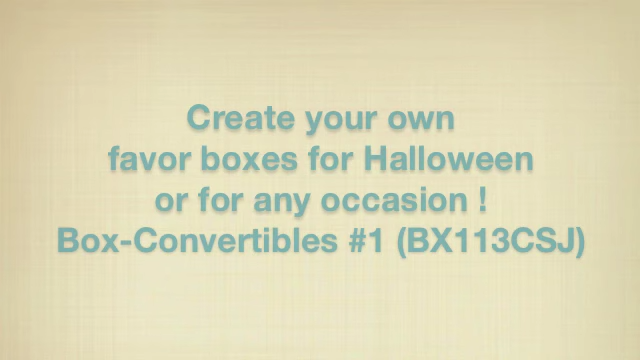 Create your own
favor boxes for Halloween
or for any occasion !
Box-Convertibles #1 (BX113CSJ)